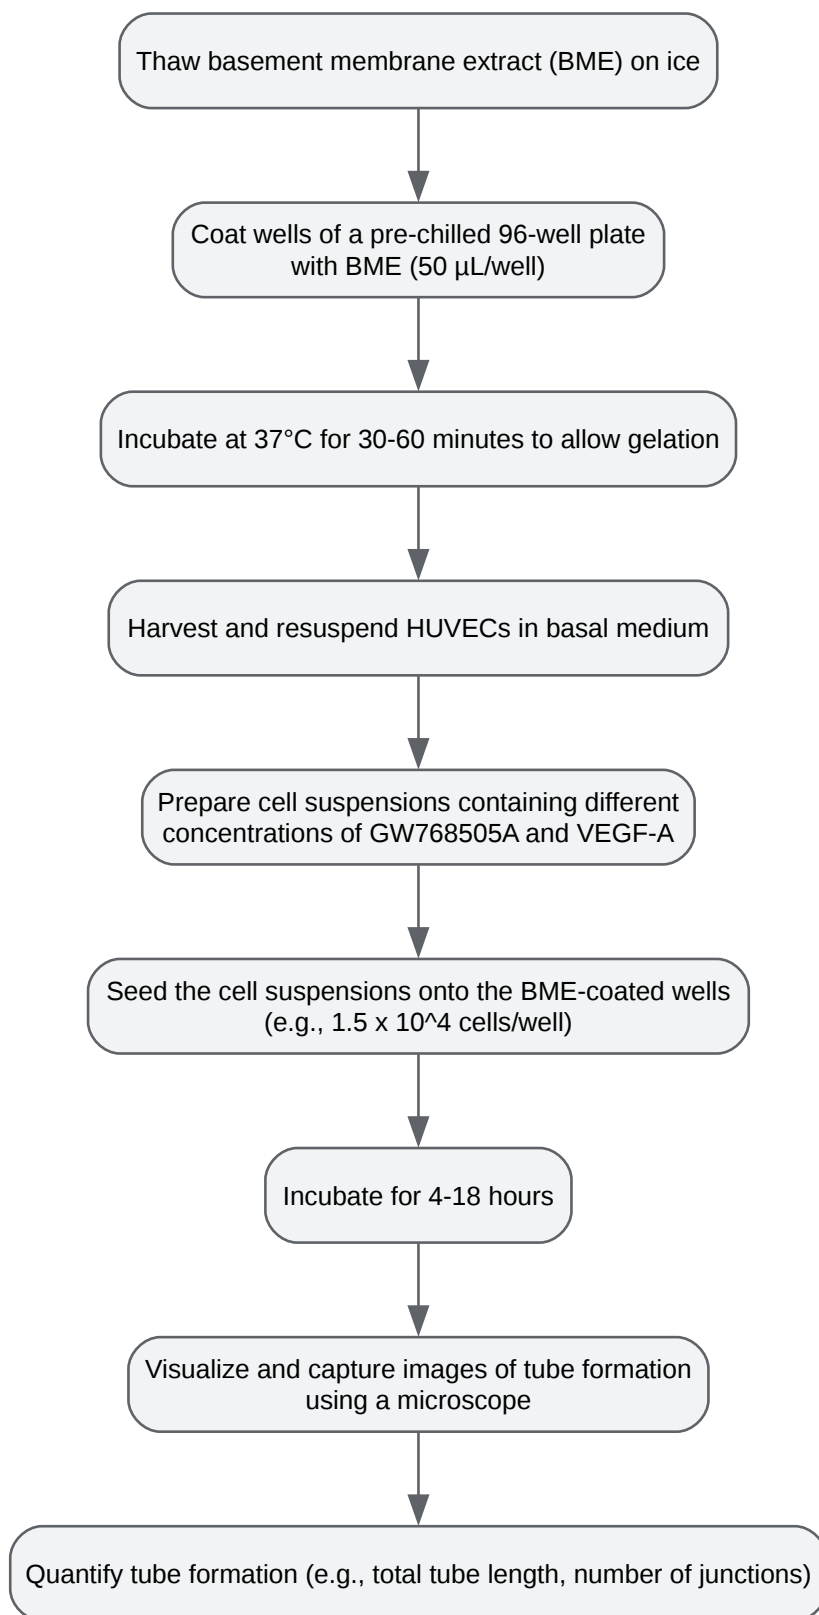 Thaw basement membrane extract (BME) on ice
Coat wells of a pre-chilled 96-well plate
with BME (50 µL/well)
Incubate at 37°C for 30-60 minutes to allow gelation
Harvest and resuspend HUVECs in basal medium
Prepare cell suspensions containing different
concentrations of GW768505A and VEGF-A
Seed the cell suspensions onto the BME-coated wells
(e.g., 1.5 x 10^4 cells/well)
Incubate for 4-18 hours
Visualize and capture images of tube formation
using a microscope
Quantify tube formation (e.g., total tube length, number of junctions)